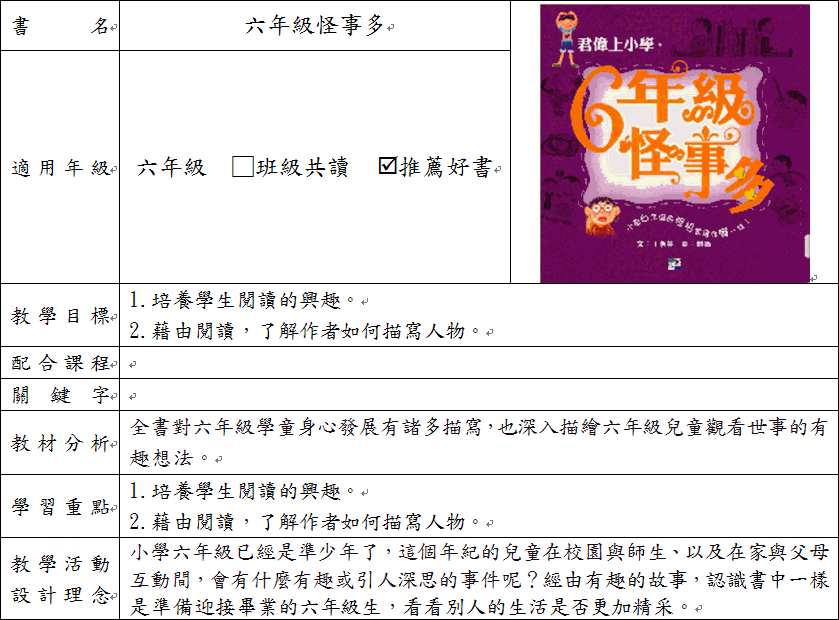 書名
六年級怪事多
君偉上小學。
6年級
怪事多
適用年級
六年級 □班級共讀 ☑推薦好書
教學目標
1.培養學生閱讀的興趣。
2.藉由閱讀，了解作者如何描寫人物。
配合課程
關鍵字
教材分析
全書對六年級學童身心發展有諸多描寫，也深入描繪六年級兒童觀看世事的有
趣想法。
學習重點
1.培養學生閱讀的興趣。
2.藉由閱讀，了解作者如何描寫人物。
教學活動
設計理念
小學六年級已經是準少年了，這個年紀的兒童在校園與師生、以及在家與父母
互動間，會有什麼有趣或引人深思的事件呢？經由有趣的故事，認識書中一樣
是準備迎接畢業的六年級生，看看別人的生活是否更加精采。